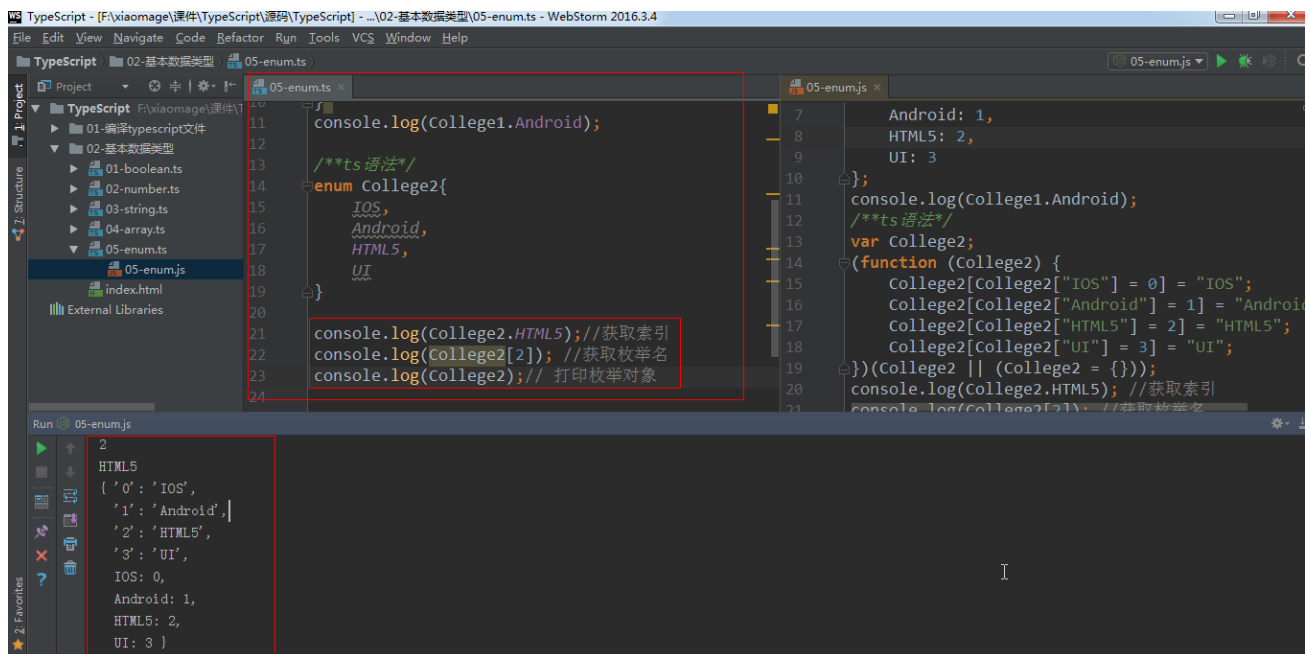 TypeScript - [F:\xiaomage\课件\TypeScript\源码\TypeScript] - ...\02-基本数据类型\05-enum.ts - WebStorm 2016.3.4
File Edit View Navigate Code Refactor Run Tools VCS Window Help
TypeScript 02-基本数据类型 05-enum.ts
05-enum.js
Project
1: Project
7: Structure
2: Favorites
TypeScript F:\xiaomage\课件\T
01-编译typescript文件
02-基本数据类型
01-boolean.ts
02-number.ts
03-string.ts
04-array.ts
05-enum.ts
05-enum.js
index.html
External Libraries
05-enum.ts
10 }
11 console.log(College1.Android);
12
13 /**ts语法*/
14 enum College2{
15 IOS,
16 Android,
17 HTML5,
18 UI
19 }
20
21 console.log(College2.HTML5);//获取索引
22 console.log(College2[2]); //获取枚举名
23 console.log(College2);// 打印枚举对象
24
05-enum.js
7 Android: 1,
8 HTML5: 2,
9 UI: 3
10 };
11 console.log(College1.Android);
12 /**ts语法*/
13 var College2;
14 (function (College2) {
15 College2[College2["IOS"] = 0] = "IOS";
16 College2[College2["Android"] = 1] = "Androi
17 College2[College2["HTML5"] = 2] = "HTML5";
18 College2[College2["UI"] = 3] = "UI";
19 })(College2 || (College2 = {}));
20 console.log(College2.HTML5); //获取索引
21 console.log(College2[2]); //获取枚举名
Run 05-enum.js
2
HTML5
{ '0': 'IOS',
'1': 'Android',
'2': 'HTML5',
'3': 'UI',
IOS: 0,
Android: 1,
HTML5: 2,
UI: 3 }